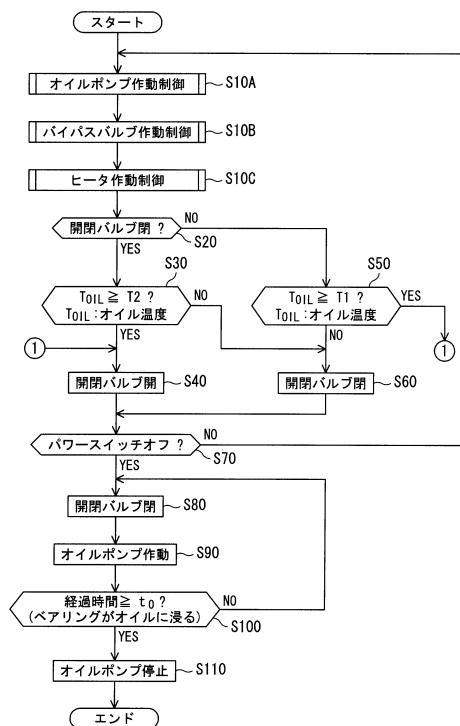 スタート
オイルポンプ作動制御 S10A
バイパスバルブ作動制御 S10B
ヒータ作動制御 S10C
開閉バルブ閉 ? NO
S20
YES
S30
S50
TOIL ≧ T2 ?
TOIL:オイル温度
NO
TOIL ≧ T1 ?
TOIL:オイル温度
YES
YES
NO
1
1
開閉バルブ開 S40
開閉バルブ閉 S60
パワースイッチオフ ? NO
S70
YES
開閉バルブ閉 S80
オイルポンプ作動 S90
経過時間≧ t0 ?
(ベアリングがオイルに浸る)
NO
S100
YES
オイルポンプ停止 S110
エンド